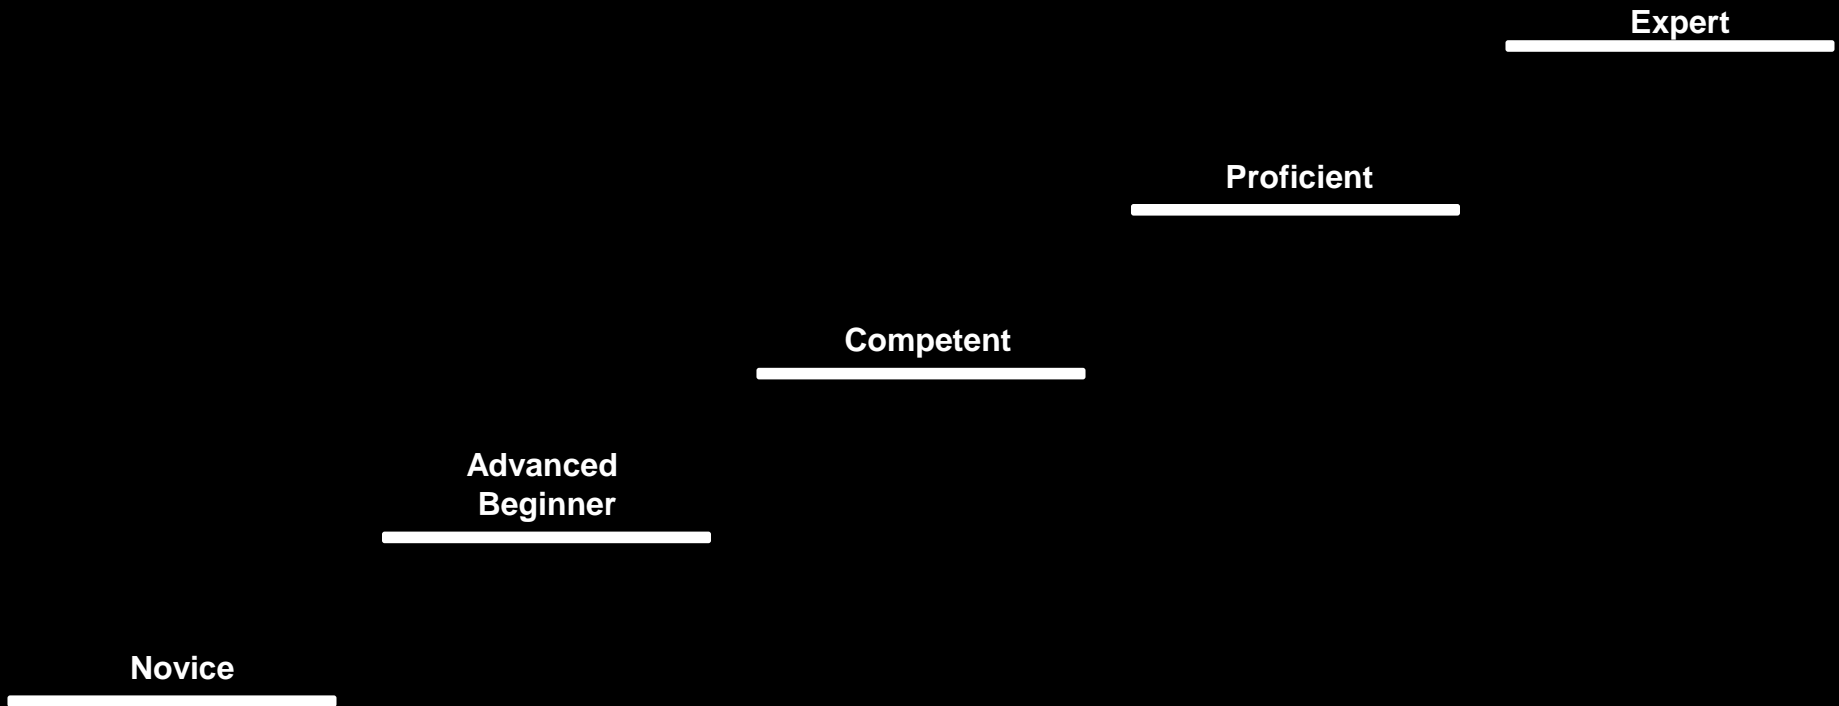 Expert
Proficient
Competent
Advanced
Beginner
Novice